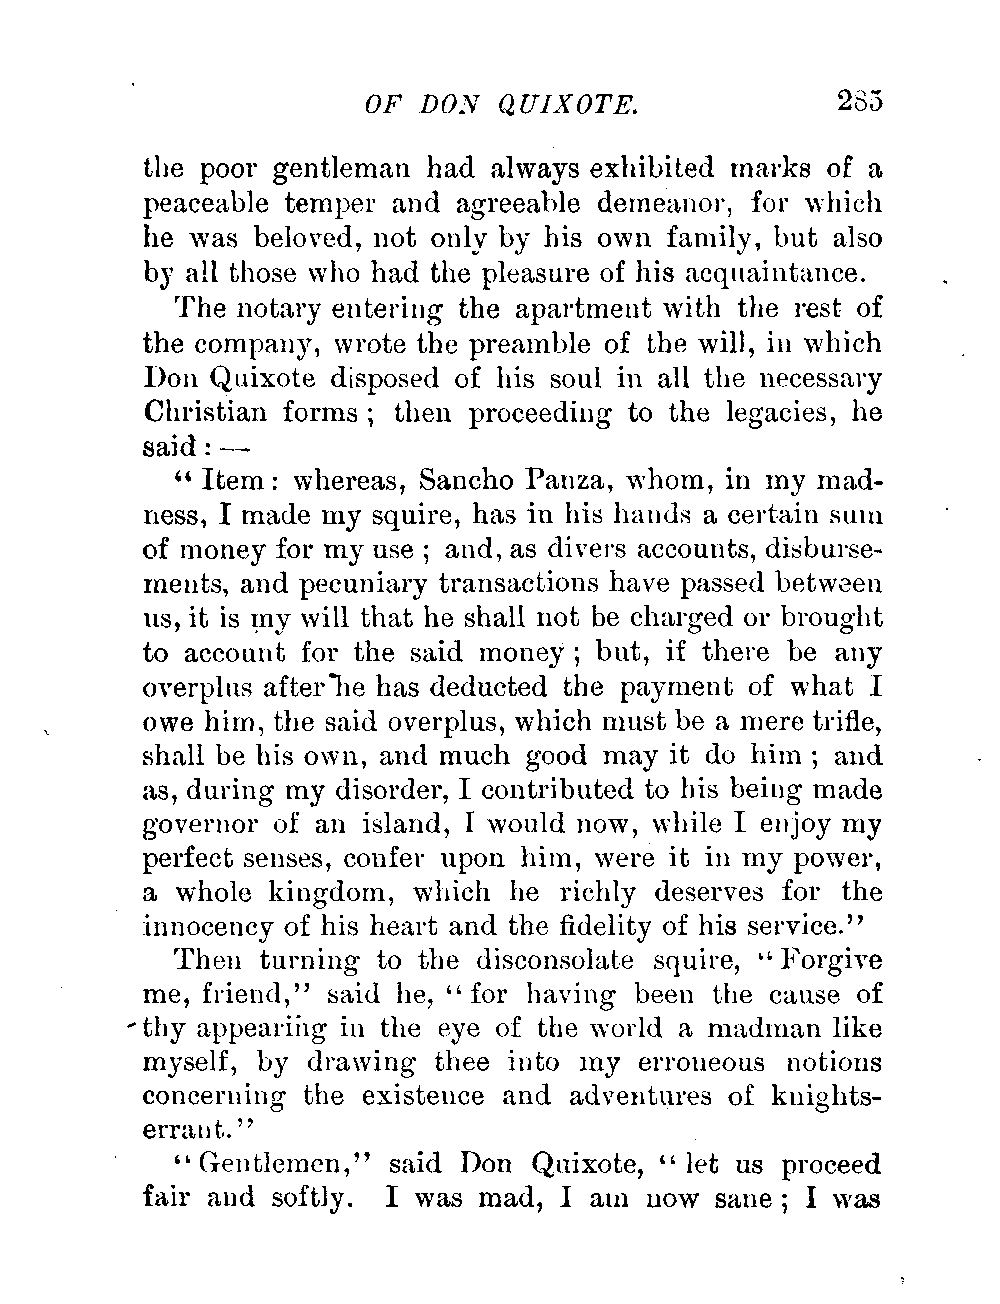 OF DON QUIXOTE. 285
the poor gentleman had always exhibited marks of a
peaceable temper and agreeable demeanor, for which
he was beloved, not only by his own family, but also
by all those who had the pleasure of his acquaintance.
The notary entering the apartment with the rest of
the company, wrote the preamble of the will, in which
Don Quixote disposed of his soul in all the necessary
Christian forms ; then proceeding to the legacies, he
said : —
“ Item : whereas, Sancho Panza, whom, in my mad-
ness, I made my squire, has in his hands a certain sum
of money for my use ; and, as divers accounts, disburse-
ments, and pecuniary transactions have passed between
us, it is my will that he shall not be charged or brought
to account for the said money ; but, if there be any
overplus after he has deducted the payment of what I
owe him, the said overplus, which must be a mere trifle,
shall be his own, and much good may it do him ; and
as, during my disorder, I contributed to his being made
governor of an island, I would now, while I enjoy my
perfect senses, confer upon him, were it in my power,
a whole kingdom, which he richly deserves for the
innocency of his heart and the fidelity of his service.”
Then turning to the disconsolate squire, “ Forgive
me, friend,” said he, “ for having been the cause of
thy appearing in the eye of the world a madman like
myself, by drawing thee into my erroneous notions
concerning the existence and adventures of knights-
errant.”
“ Gentlemen,” said Don Quixote, “ let us proceed
fair and softly. I was mad, I am now sane ; I was